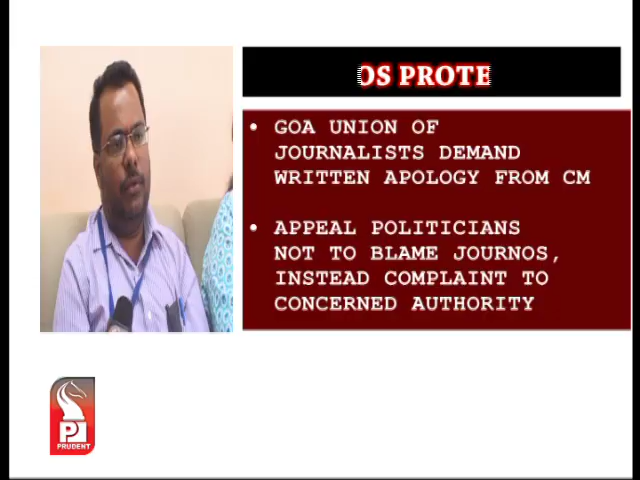 OS PROTE
• GOA UNION OF
JOURNALISTS DEMAND
WRITTEN APOLOGY FROM CM
• APPEAL POLITICIANS
NOT TO BLAME JOURNOS,
INSTEAD COMPLAINT TO
CONCERNED AUTHORITY
P
PRUDENT